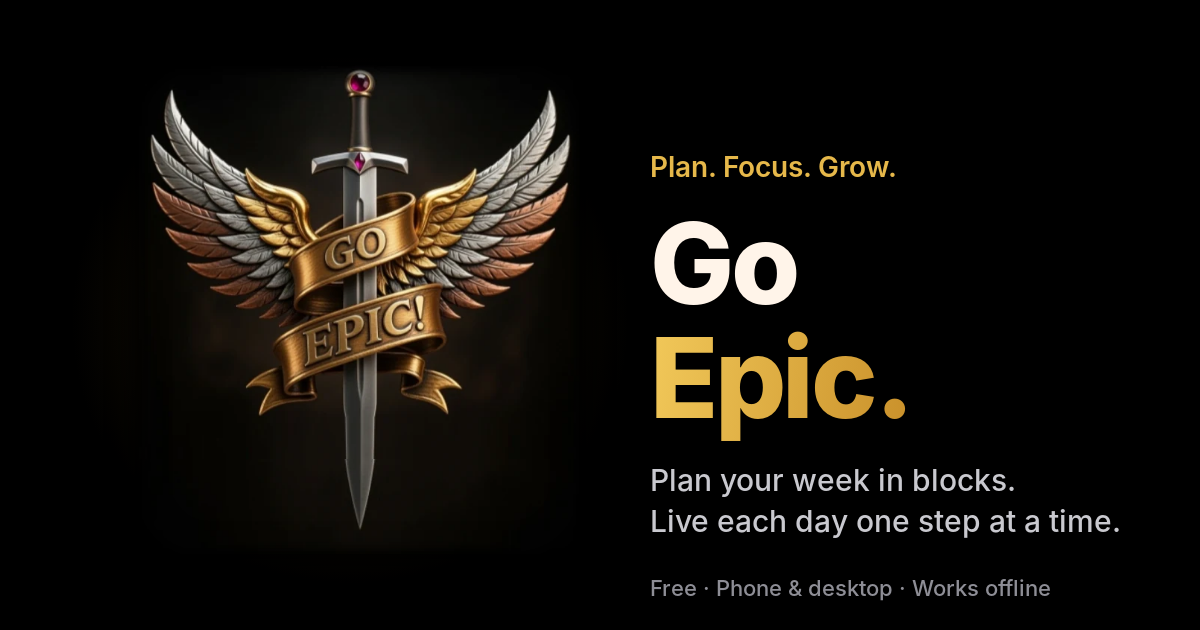 GO
EPIC!
Plan. Focus. Grow.
Go
Epic.
Plan your week in blocks.
Live each day one step at a time.
Free · Phone & desktop · Works offline